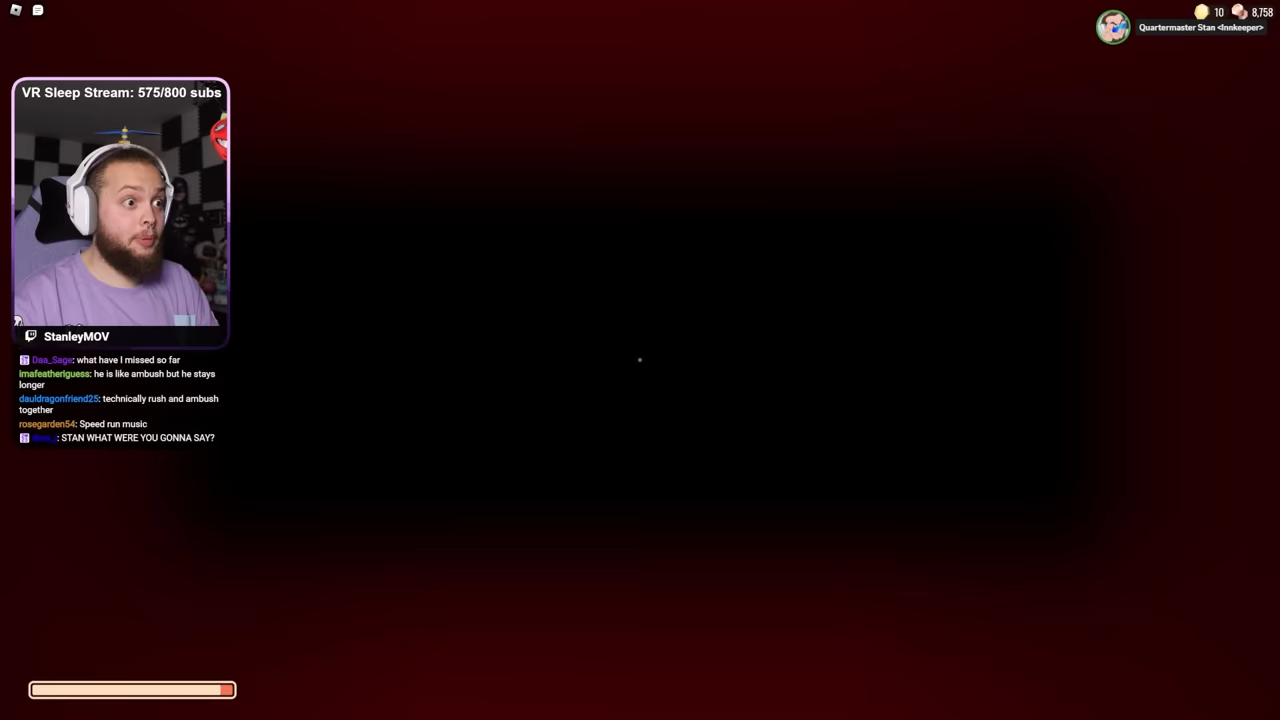 10 8,758
Quartermaster Stan <Innkeeper>
VR Sleep Stream: 575/800 subs
StanleyMOV
Daa_Sage: what have I missed so far
imafeatheriguess: he is like ambush but he stays
longer
dauldragonfriend25: technically rush and ambush
together
rosegarden54: Speed run music
: STAN WHAT WERE YOU GONNA SAY?